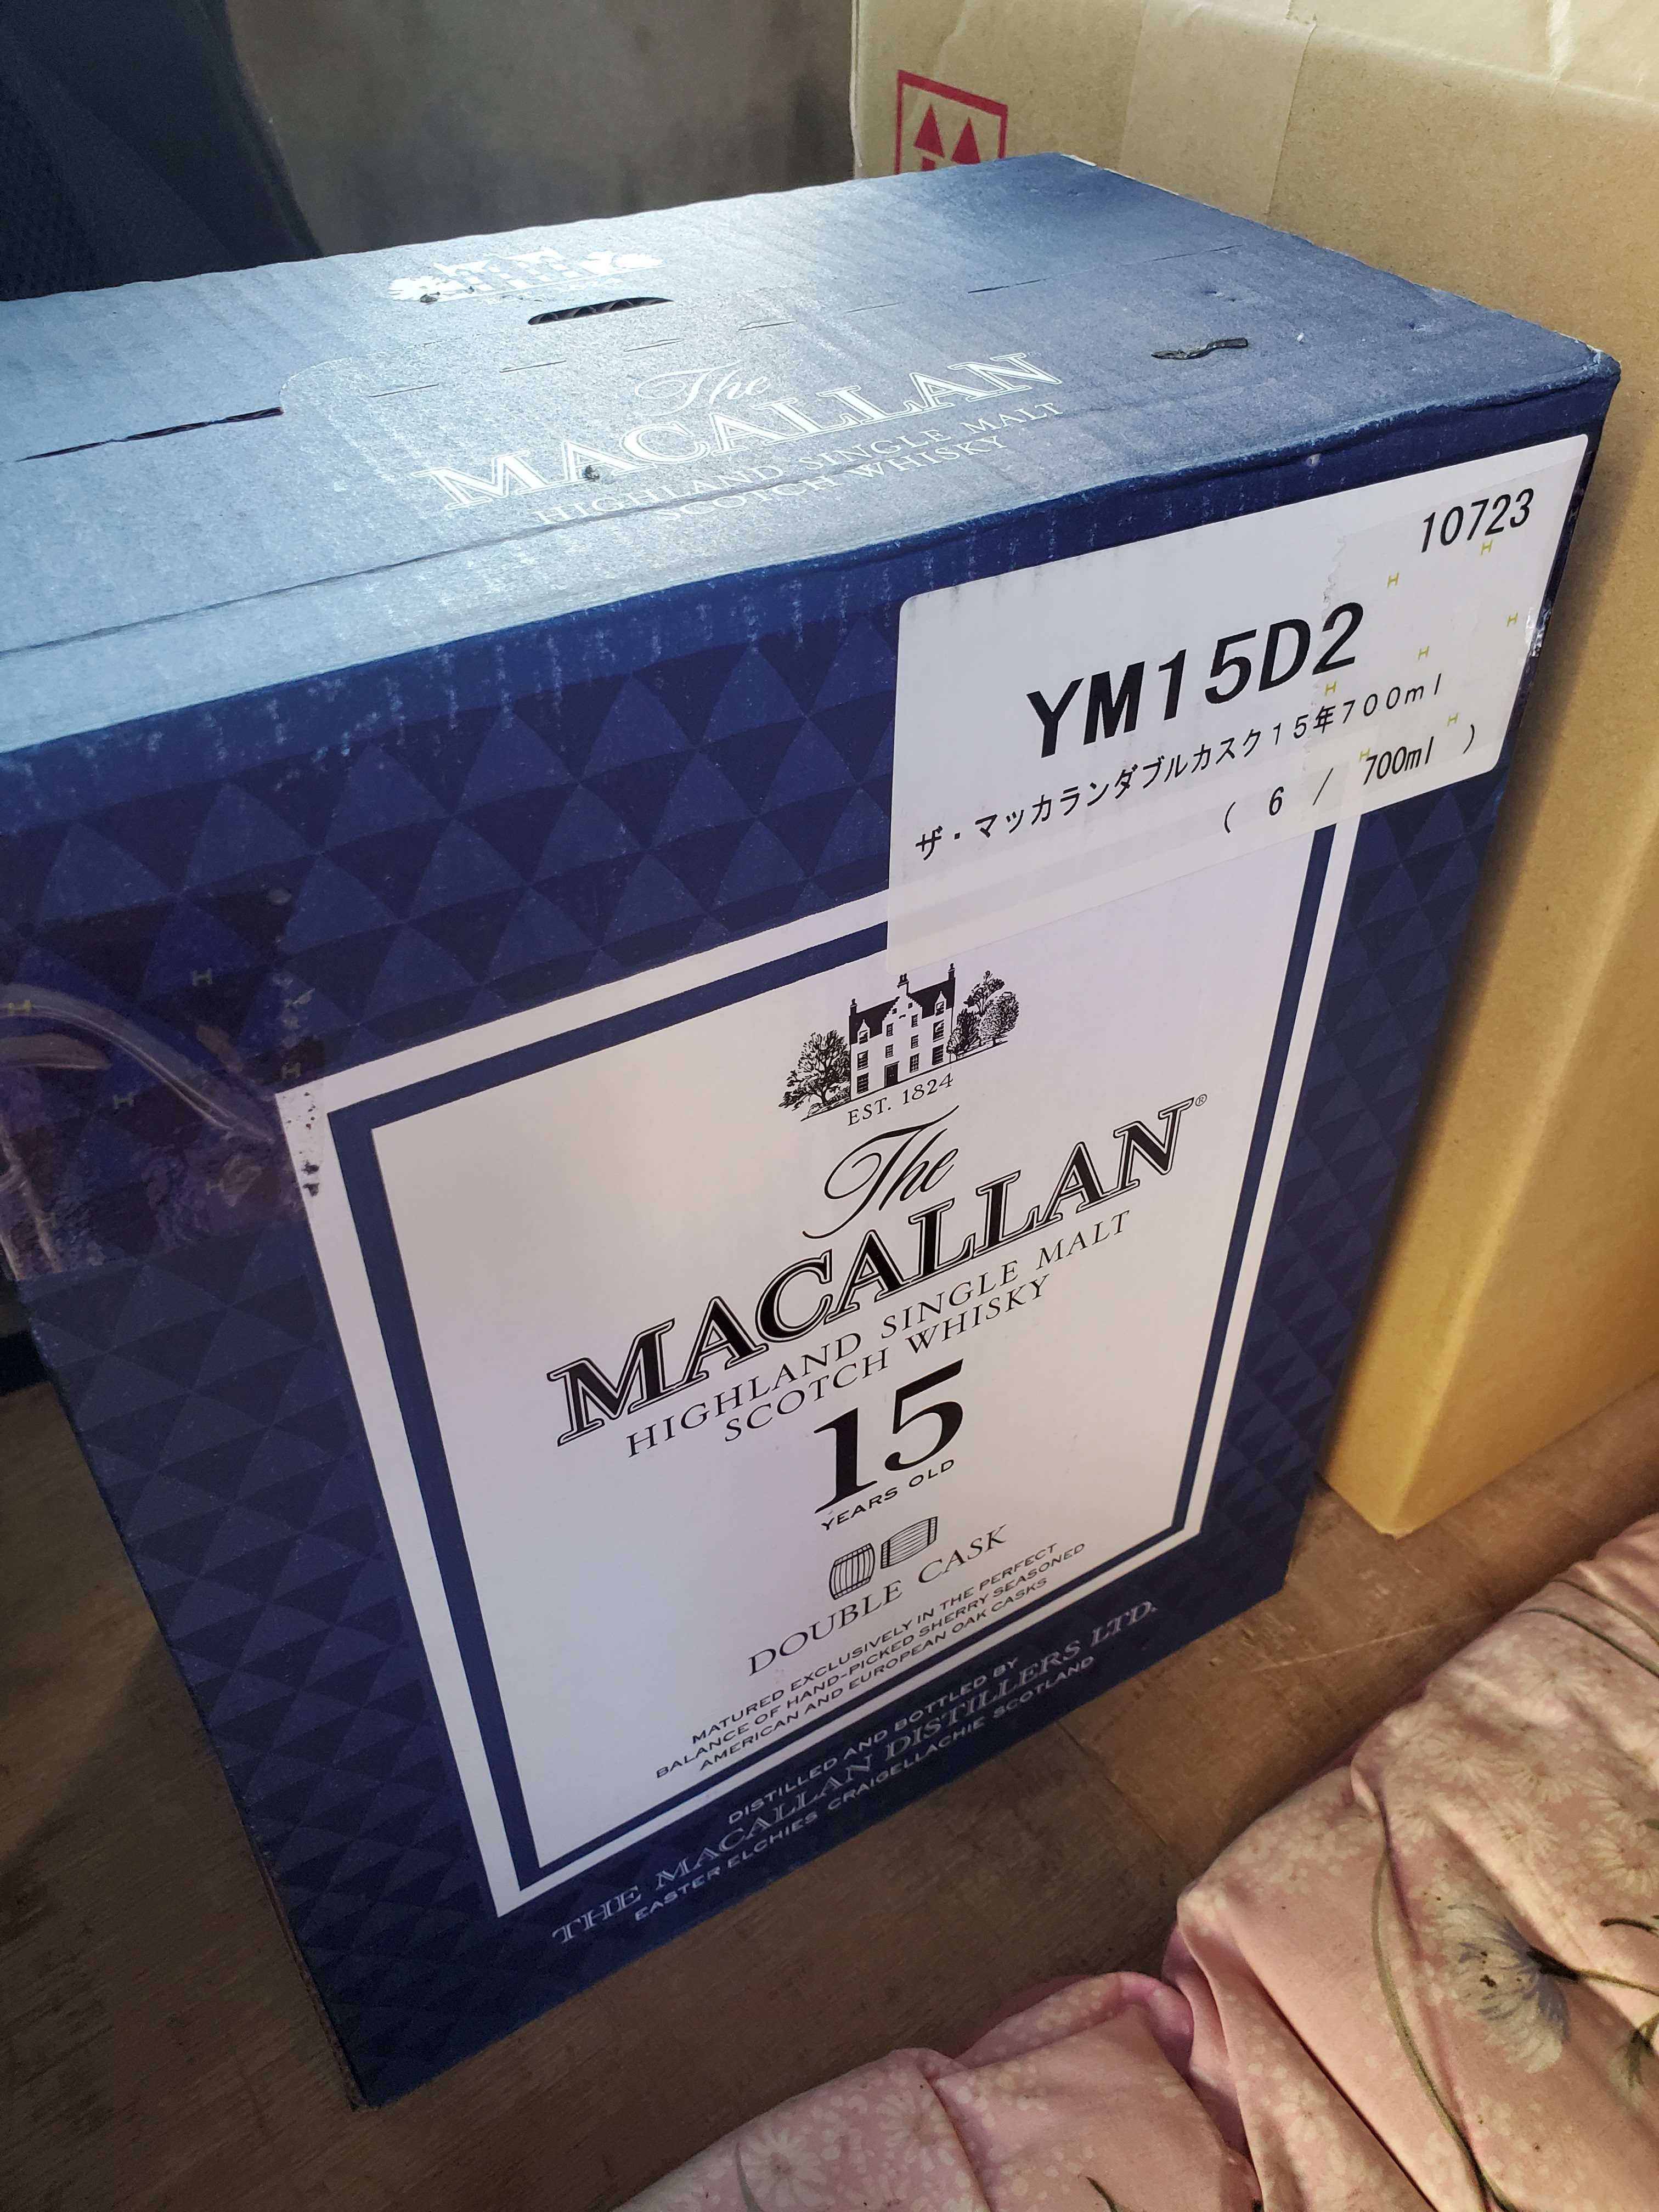 The
MACALLAN
HIGHLAND SINGLE MALT
SCOTCH WHISKY
10723
YM15D2
ザ・マッカランダブルカスク15年700ml
( 6 / 700ml )
EST. 1824
The
MACALLAN®
HIGHLAND SINGLE MALT
SCOTCH WHISKY
15
YEARS OLD
DOUBLE CASK
MATURED EXCLUSIVELY IN THE PERFECT
BALANCE OF HAND-PICKED SHERRY SEASONED
AMERICAN AND EUROPEAN OAK CASKS
DISTILLED AND BOTTLED BY
THE MACALLAN DISTILLERS LTD.
EASTER ELCHIES CRAIGELLACHIE SCOTLAND